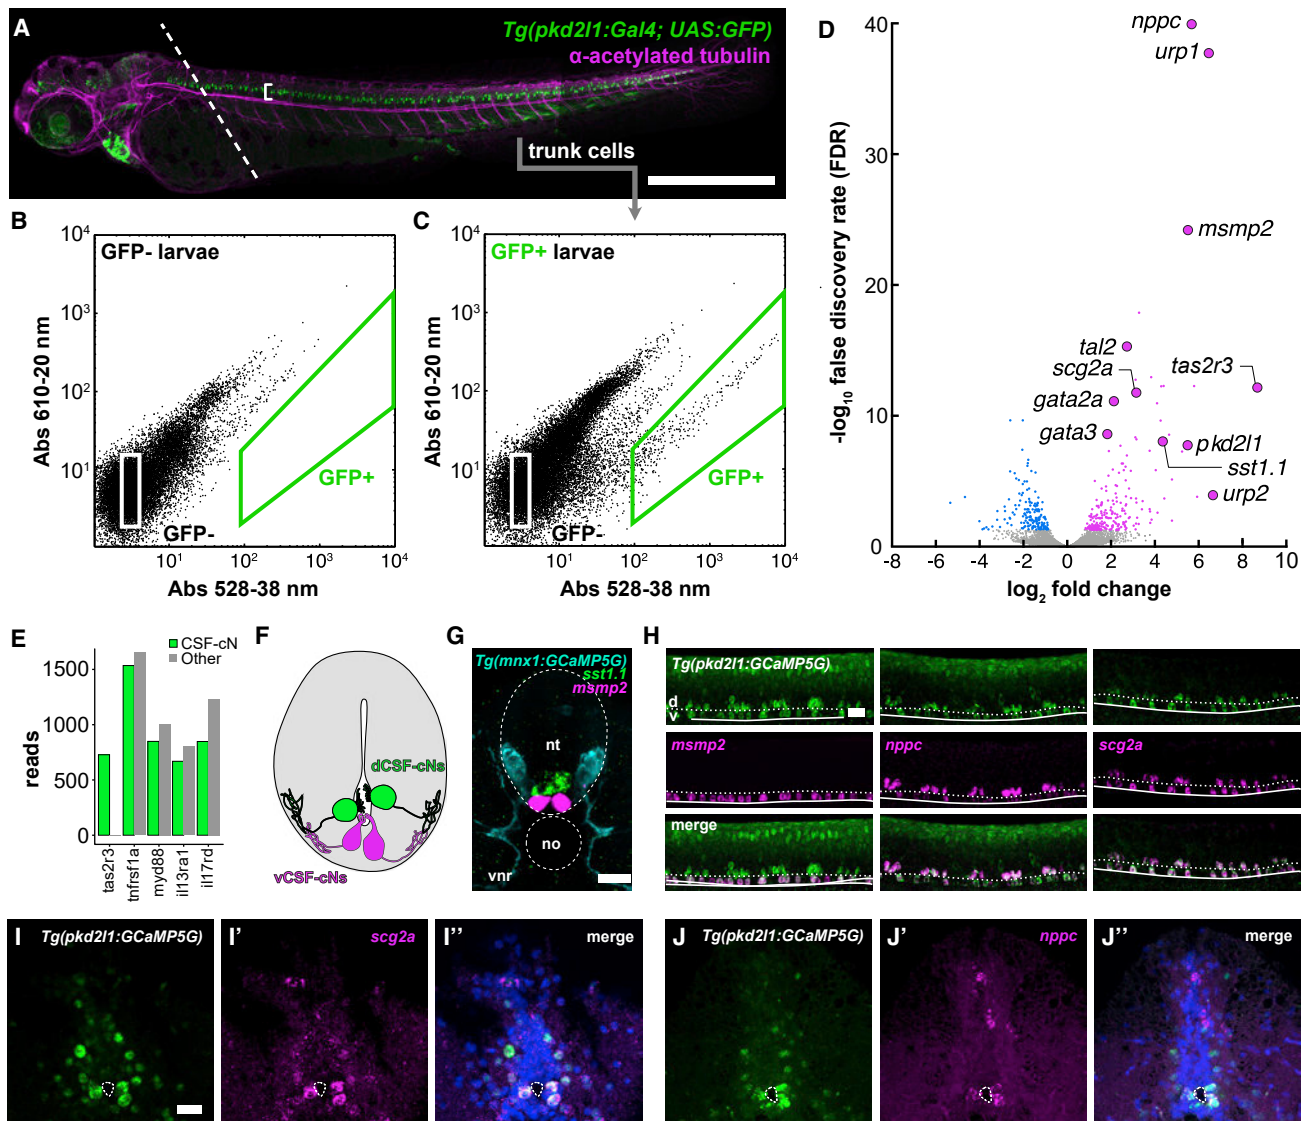 A
Tg(pkd2l1:Gal4; UAS:GFP)
α-acetylated tubulin
trunk cells
B
GFP- larvae
GFP+
GFP-
Abs 610-20 nm
10⁴
10³
10²
10¹
10¹
10²
10³
10⁴
Abs 528-38 nm
C
GFP+ larvae
GFP+
GFP-
Abs 610-20 nm
10⁴
10³
10²
10¹
10¹
10²
10³
10⁴
Abs 528-38 nm
D
-log₁₀ false discovery rate (FDR)
40
30
20
10
0
-8
-6
-4
-2
0
2
4
6
8
10
log₂ fold change
nppc
urp1
msmp2
tal2
scg2a
tas2r3
gata2a
gata3
pkd2l1
sst1.1
urp2
E
CSF-cN
Other
reads
1500
1000
500
0
tas2r3
tnfrsf1a
myd88
il13ra1
il17rd
F
dCSF-cNs
vCSF-cNs
G
Tg(mnx1:GCaMP5G)
sst1.1
msmp2
nt
no
vnr
H
Tg(pkd2l1:GCaMP5G)
d
v
msmp2
nppc
scg2a
merge
I
Tg(pkd2l1:GCaMP5G)
I'
scg2a
I''
merge
J
Tg(pkd2l1:GCaMP5G)
J'
nppc
J''
merge